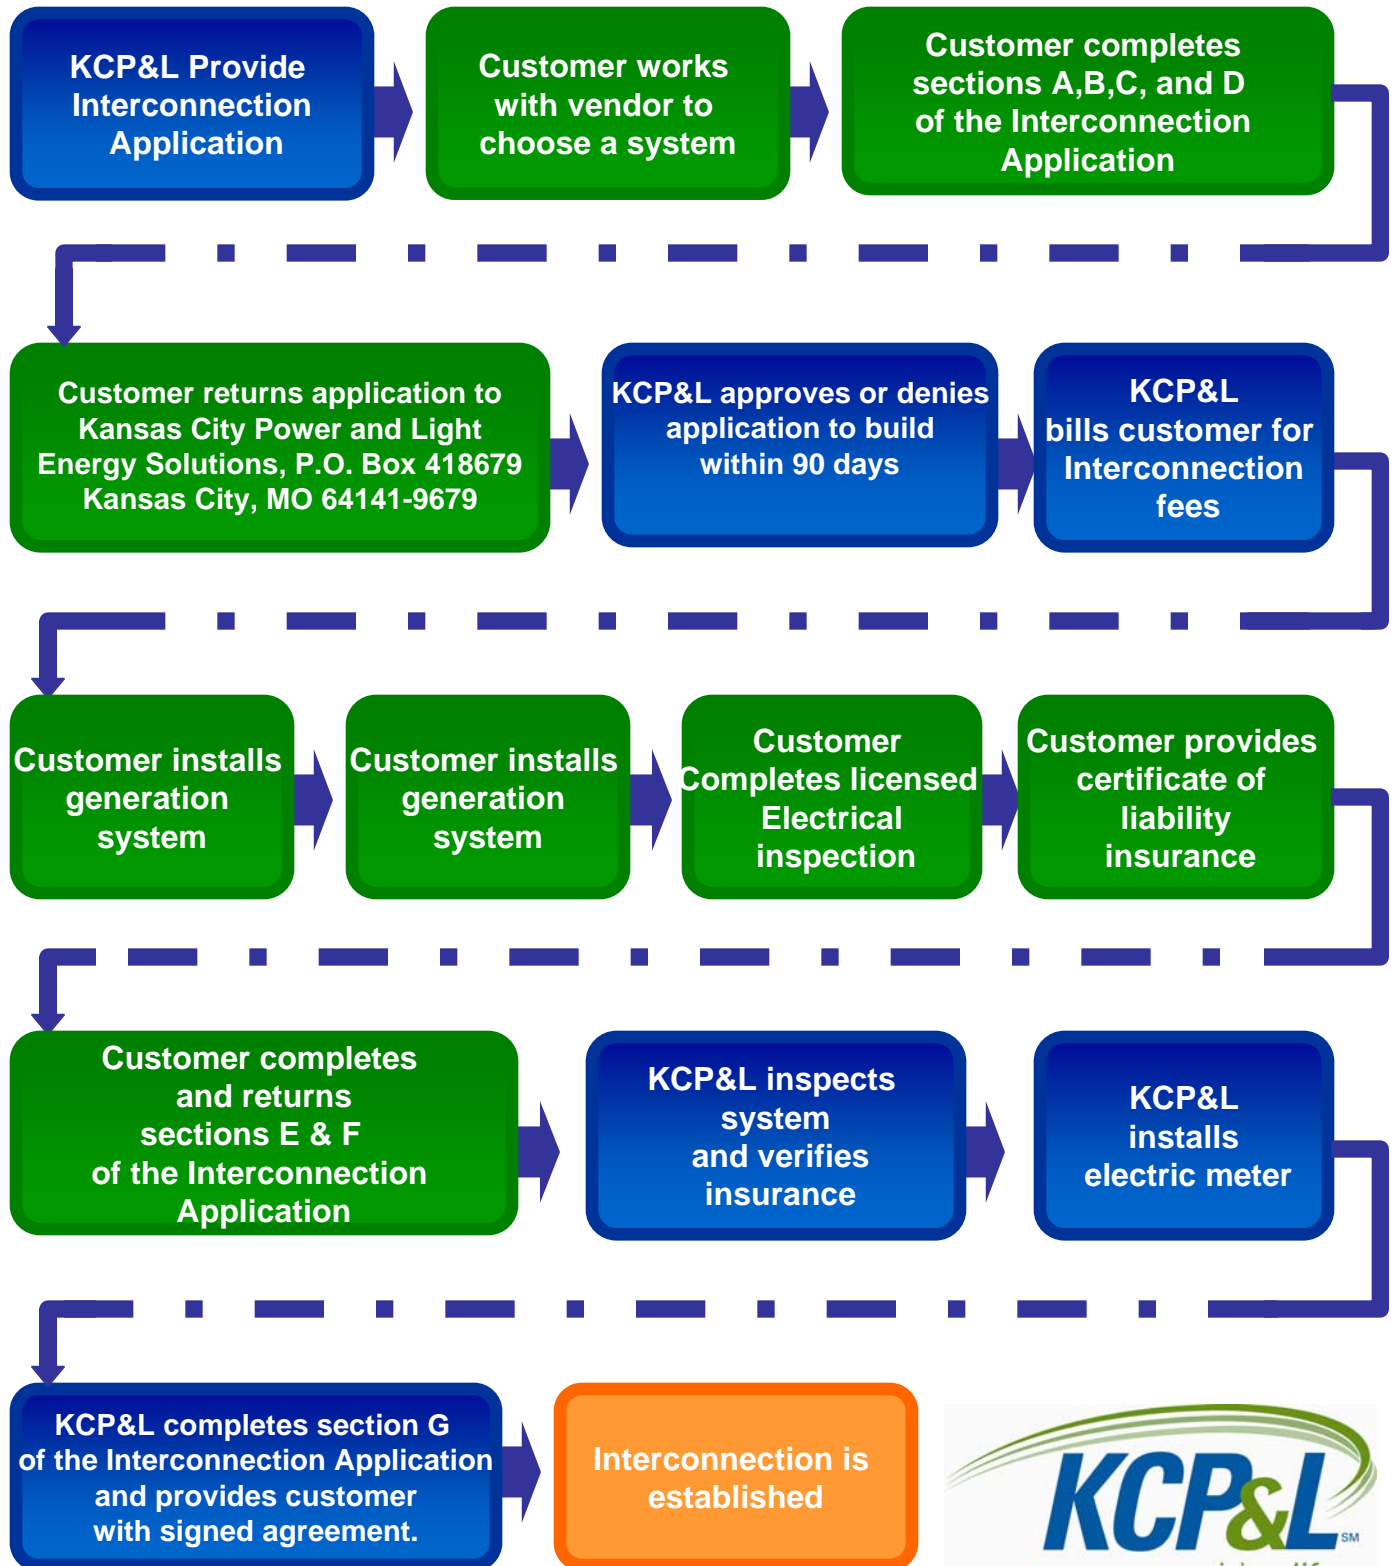 KCP&L Provide
Interconnection
Application
Customer works
with vendor to
choose a system
Customer completes
sections A,B,C, and D
of the Interconnection
Application
Customer returns application to
Kansas City Power and Light
Energy Solutions, P.O. Box 418679
Kansas City, MO 64141-9679
KCP&L approves or denies
application to build
within 90 days
KCP&L
bills customer for
Interconnection
fees
Customer installs
generation
system
Customer installs
generation
system
Customer
Completes licensed
Electrical
inspection
Customer provides
certificate of
liability
insurance
Customer completes
and returns
sections E & F
of the Interconnection
Application
KCP&L inspects
system
and verifies
insurance
KCP&L
installs
electric meter
KCP&L completes section G
of the Interconnection Application
and provides customer
with signed agreement.
Interconnection is
established
KCP&L SM